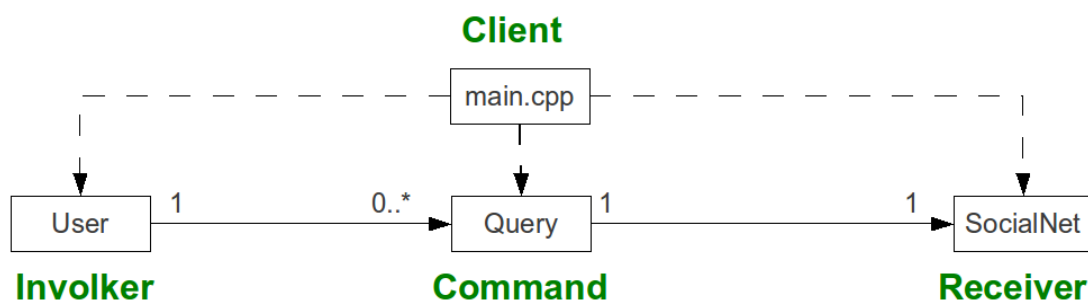 Client
main.cpp
User 1 0..* Query 1 1 SocialNet
Involker Command Receiver